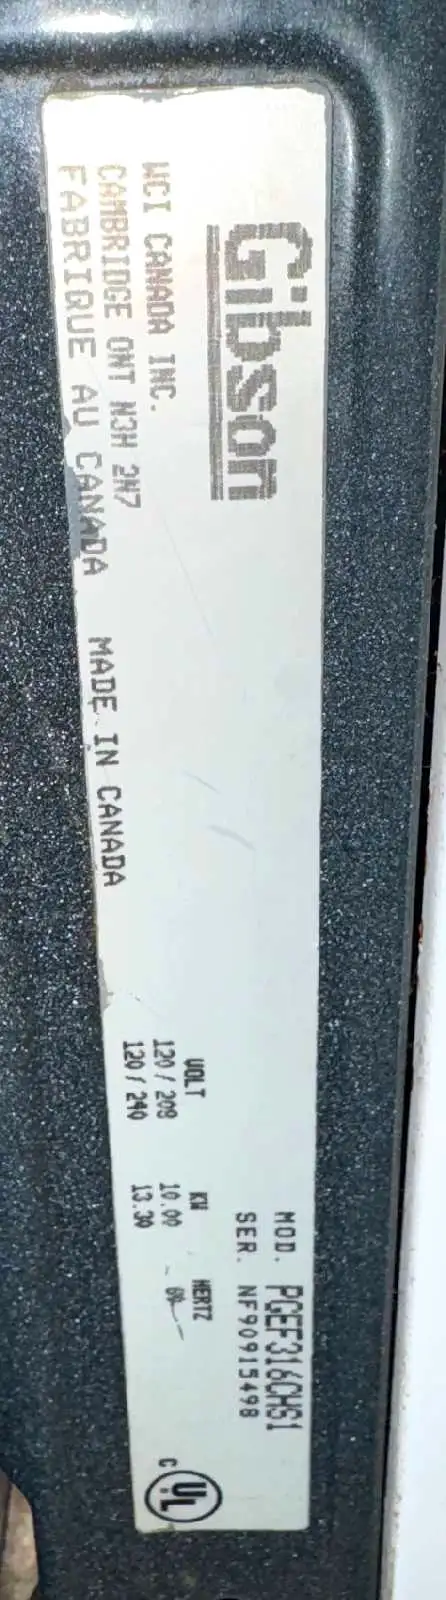 Gibson
WCI CANADA INC.
CAMBRIDGE ONT N3H 2N7
FABRIQUE AU CANADA MADE IN CANADA
MOD. PGEF316CHS1
SER. NF90915498
VOLT KW HERTZ
120/208 10.00 60
120/240 13.30
C UL